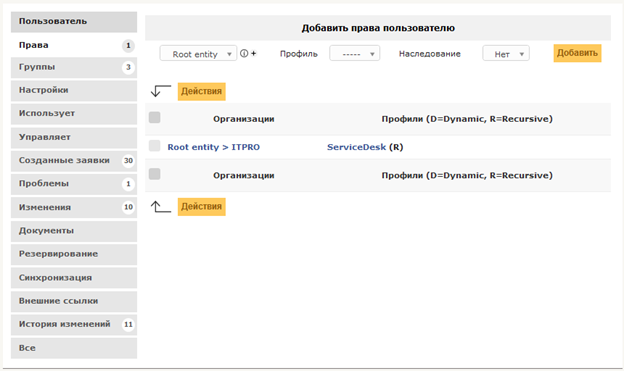 Пользователь
Права 1
Группы 3
Настройки
Использует
Управляет
Созданные заявки 30
Проблемы 1
Изменения 10
Документы
Резервирование
Синхронизация
Внешние ссылки
История изменений 11
Все
Добавить права пользователю
Root entity Профиль ----- Наследование Нет Добавить
Действия
Организации Профили (D=Dynamic, R=Recursive)
Root entity > ITPRO ServiceDesk (R)
Организации Профили (D=Dynamic, R=Recursive)
Действия